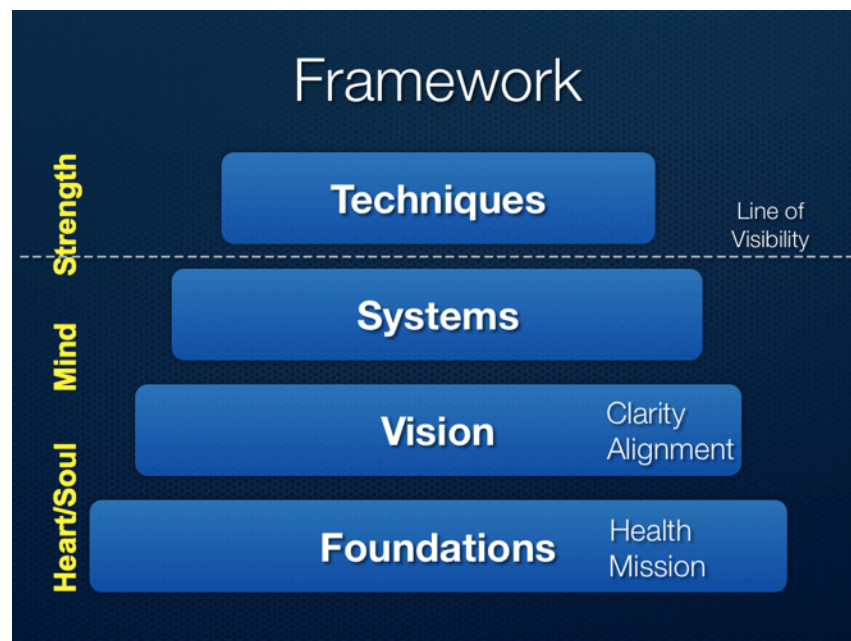 Framework
Strength
Techniques
Line of
Visibility
Systems
Mind
Vision
Clarity
Alignment
Heart/Soul
Foundations
Health
Mission